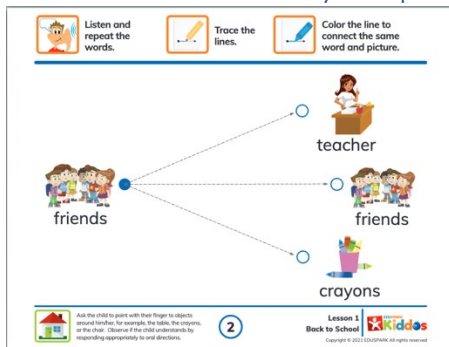 Listen and
repeat the
words.
Trace the
lines.
Color the line to
connect the same
word and picture.
teacher
friends
friends
crayons
Ask the child to point with their finger to objects
around him/her, for example, the table, the crayons,
or the chair. Observe if the child understands by
responding appropriately to oral directions.
2
Lesson 1
Back to School
EDUSPARK
Kiddos
Copyright © 2021 EDUSPARK All rights reserved